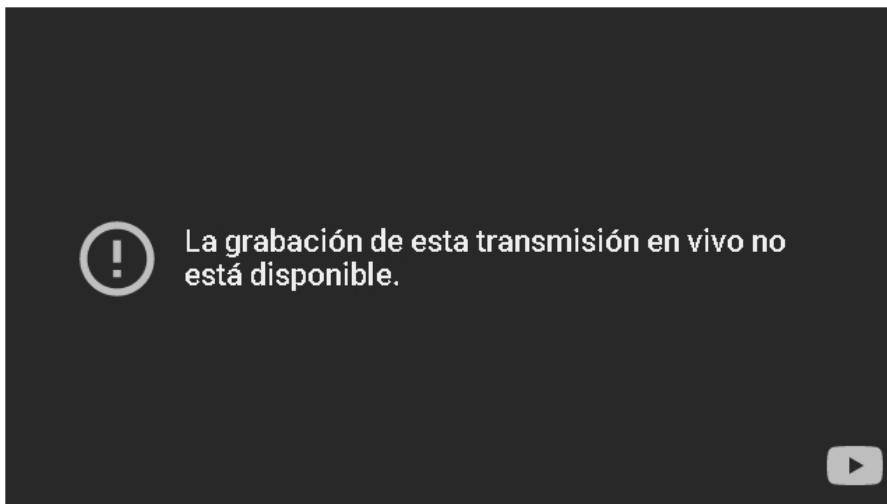 La grabación de esta transmisión en vivo no
está disponible.